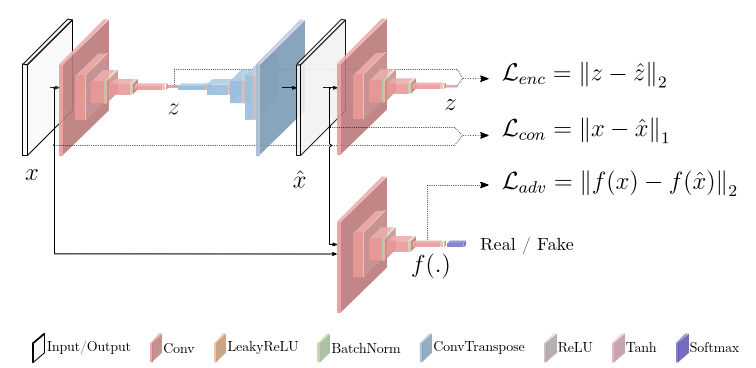 ℒ_enc = ‖z − ẑ‖₂
z
z
ℒ_con = ‖x − x̂‖₁
x
x̂
ℒ_adv = ‖f(x) − f(x̂)‖₂
Real / Fake
f(.)
Input/Output Conv LeakyReLU BatchNorm ConvTranspose ReLU Tanh Softmax